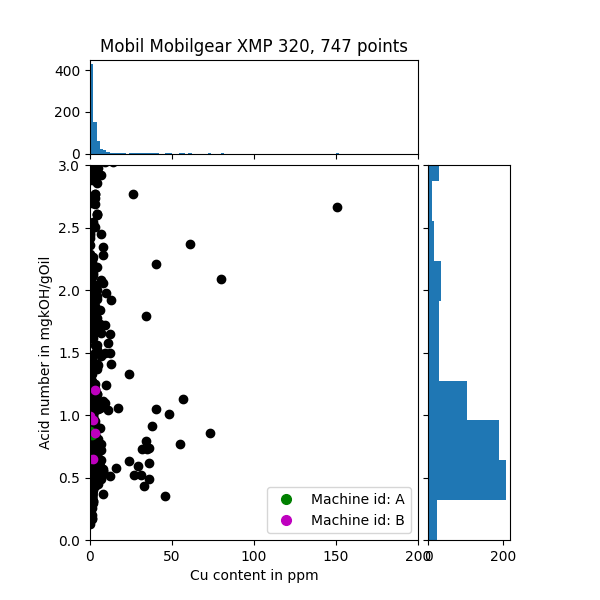 Mobil Mobilgear XMP 320, 747 points
400
200
0
3.0
2.5
2.0
1.5
1.0
0.5
0.0
Acid number in mgkOH/gOil
Machine id: A
Machine id: B
0 50 100 150 200
0 200
Cu content in ppm